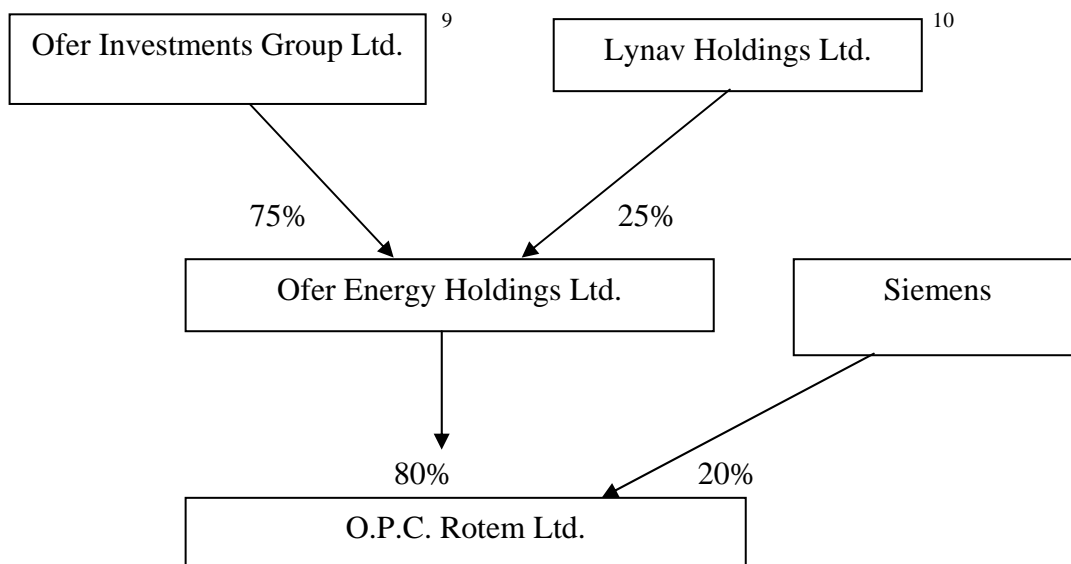 Ofer Investments Group Ltd. 9
Lynav Holdings Ltd. 10
75%
25%
Ofer Energy Holdings Ltd.
Siemens
80%
20%
O.P.C. Rotem Ltd.